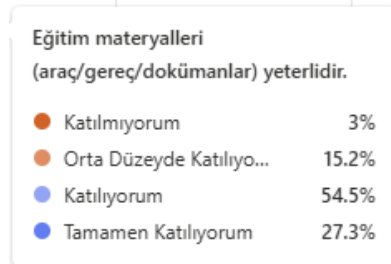 Eğitim materyalleri
(araç/gereç/dokümanlar) yeterlidir.
Katılmıyorum 3%
Orta Düzeyde Katılıyo... 15.2%
Katılıyorum 54.5%
Tamamen Katılıyorum 27.3%